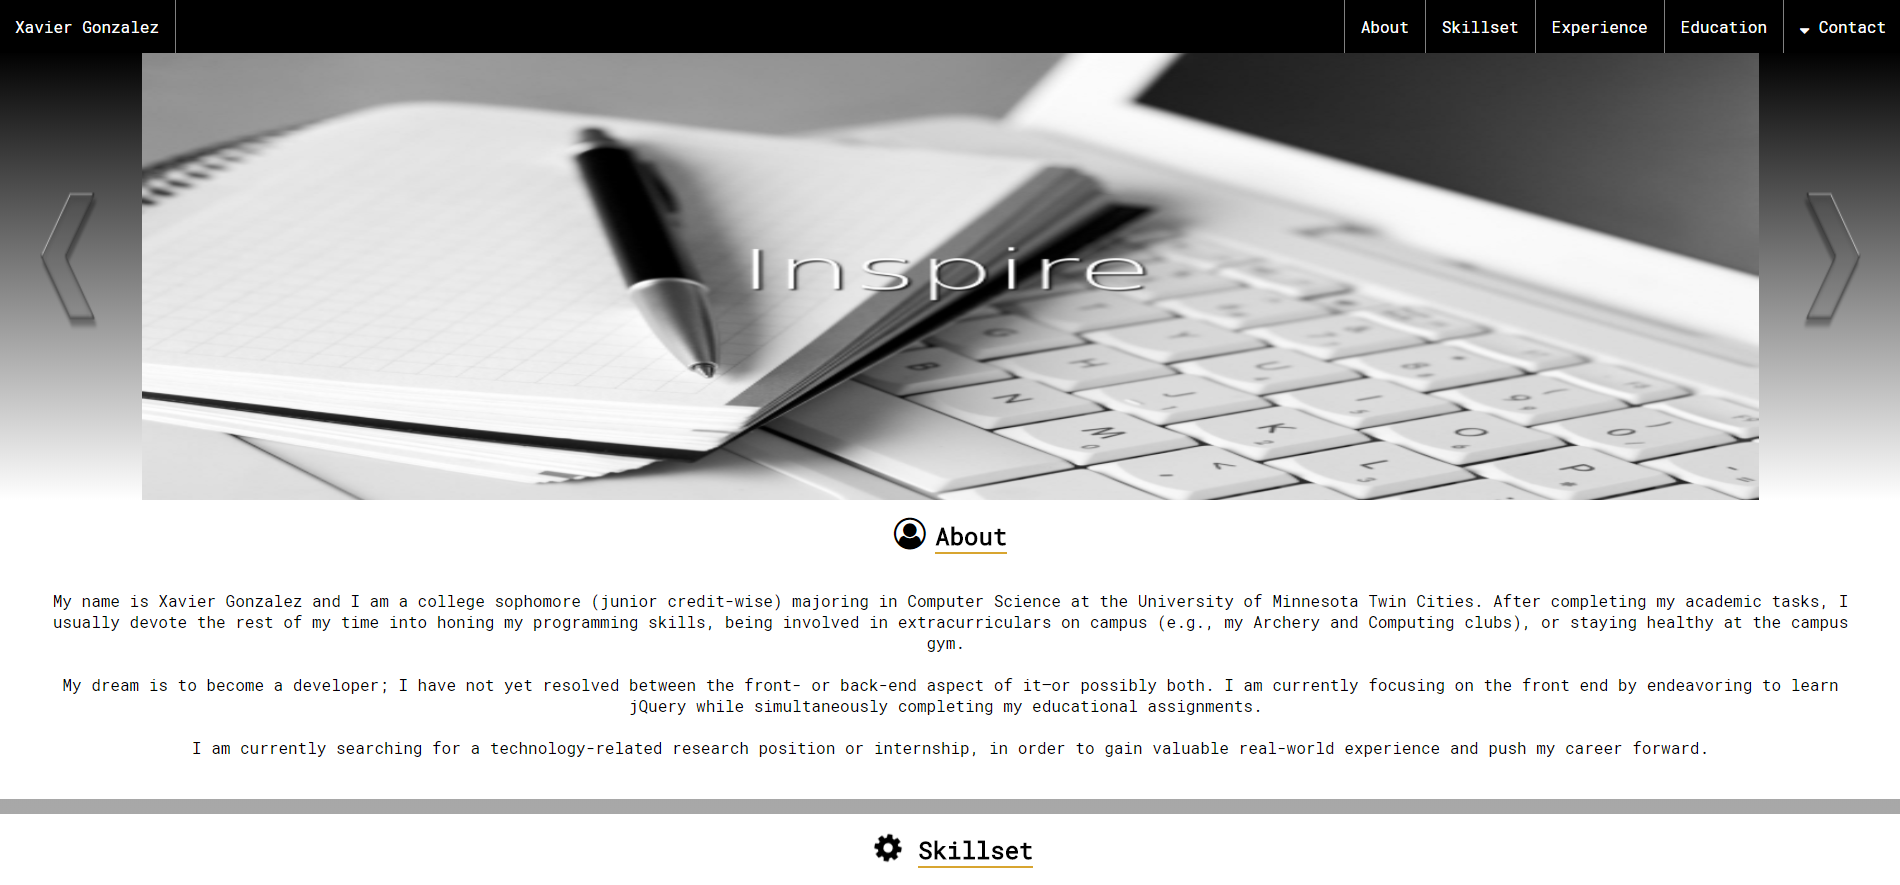 Xavier Gonzalez
About
Skillset
Experience
Education
Contact
Inspire
B
N
M
G
H
J
K
L
T
Y
U
I
O
P
About
My name is Xavier Gonzalez and I am a college sophomore (junior credit-wise) majoring in Computer Science at the University of Minnesota Twin Cities. After completing my academic tasks, I
usually devote the rest of my time into honing my programming skills, being involved in extracurriculars on campus (e.g., my Archery and Computing clubs), or staying healthy at the campus
gym.
My dream is to become a developer; I have not yet resolved between the front- or back-end aspect of it—or possibly both. I am currently focusing on the front end by endeavoring to learn
jQuery while simultaneously completing my educational assignments.
I am currently searching for a technology-related research position or internship, in order to gain valuable real-world experience and push my career forward.
Skillset